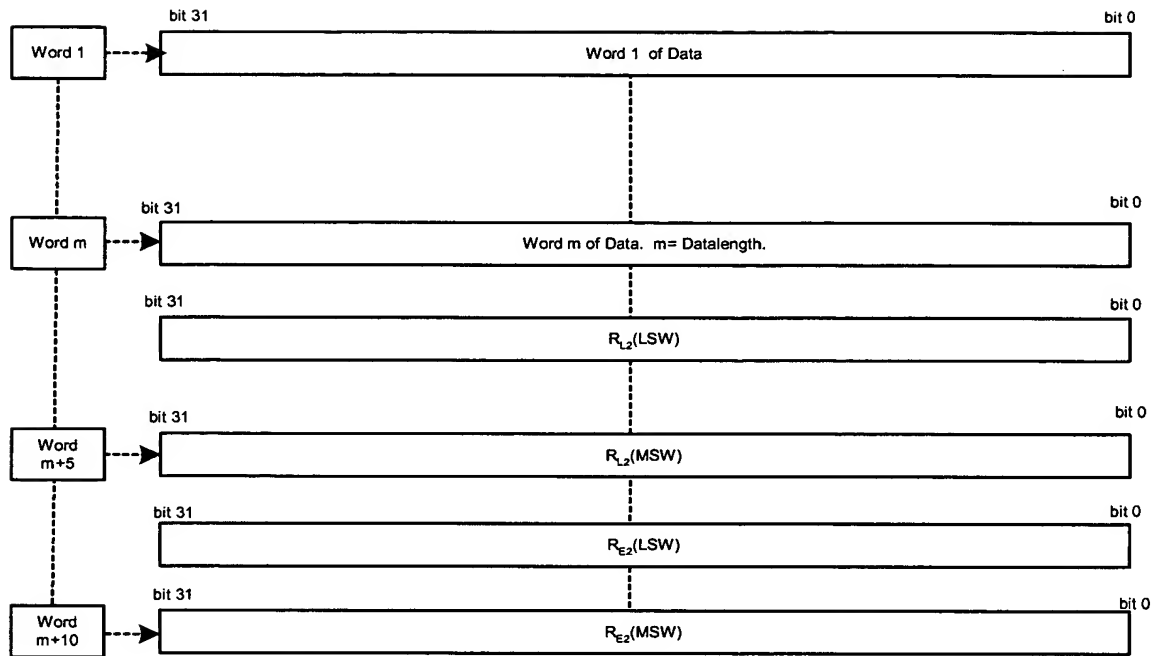 bit 31
bit 0
Word 1
Word 1 of Data
bit 31
bit 0
Word m
Word m of Data. m= Datalength.
bit 31
bit 0
R_L2(LSW)
bit 31
bit 0
Word
m+5
R_L2(MSW)
bit 31
bit 0
R_E2(LSW)
bit 31
bit 0
Word
m+10
R_E2(MSW)